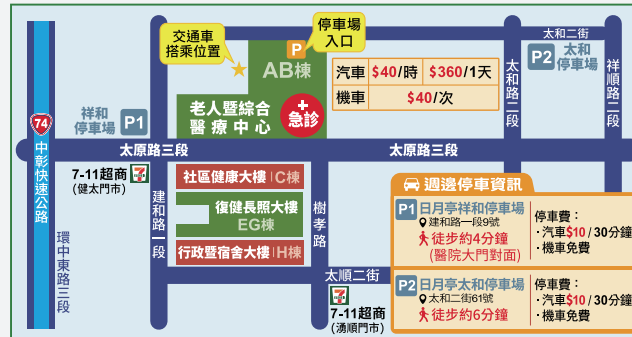 交通車
搭乘位置
停車場
入口
P
AB棟
太和二街
P2 太和
停車場
汽車 $40/時 $360/1天
機車 $40/次
太和路二段
祥順路二段
祥和
停車場 P1
老人暨綜合
醫療中心
急診
74
中彰快速公路
太原路三段
太原路三段
7-11超商
(健太門市)
7
ELEVEN
社區健康大樓 C棟
復健長照大樓
EG棟
行政暨宿舍大樓 H棟
建和路一段
樹孝路
環中東路三段
太順二街
7
ELEVEN
7-11超商
(湧順門市)
週邊停車資訊
P1 日月亭祥和停車場
建和路一段9號
徒步約4分鐘
(醫院大門對面)
停車費：
·汽車$10/30分鐘
·機車免費
P2 日月亭太和停車場
太和二街61號
徒步約6分鐘
停車費：
·汽車$10/30分鐘
·機車免費